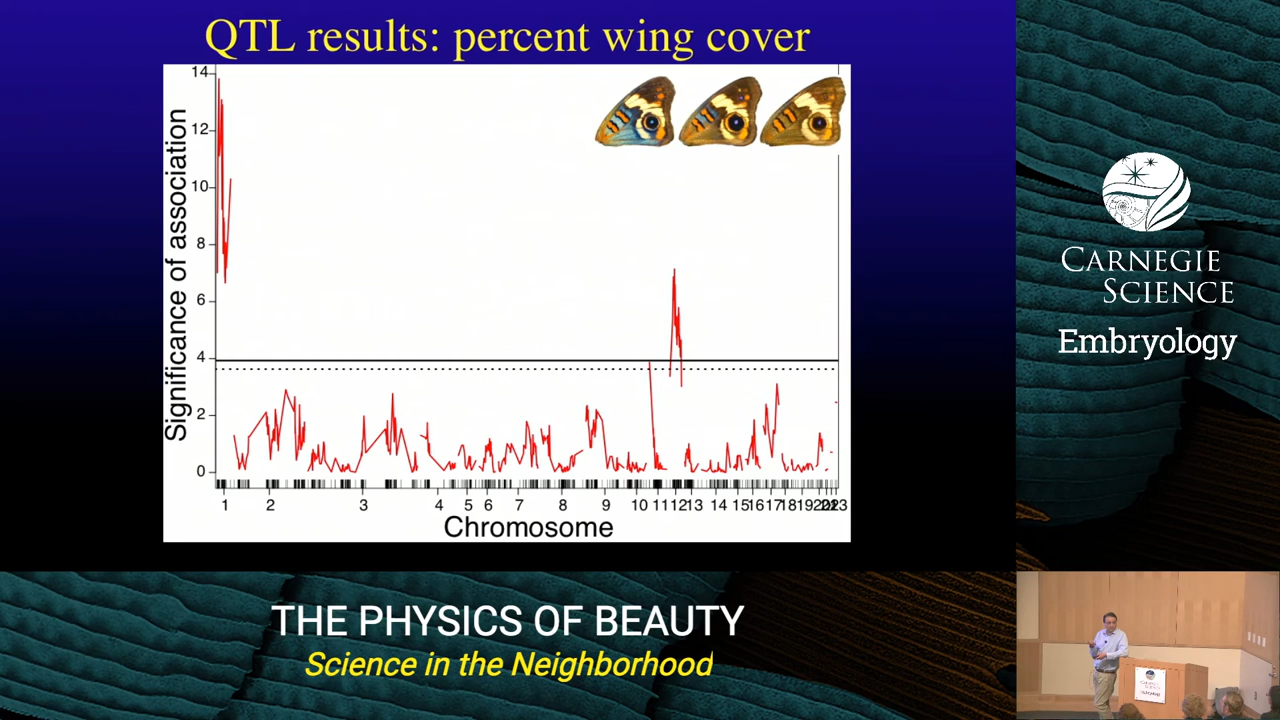 QTL results: percent wing cover
Significance of association
14
12
10
8
6
4
2
0
1 2 3 4 5 6 7 8 9 10 11 12 13 14 15 16 17 18 19 20 23
Chromosome
CARNEGIE
SCIENCE
Embryology
THE PHYSICS OF BEAUTY
Science in the Neighborhood